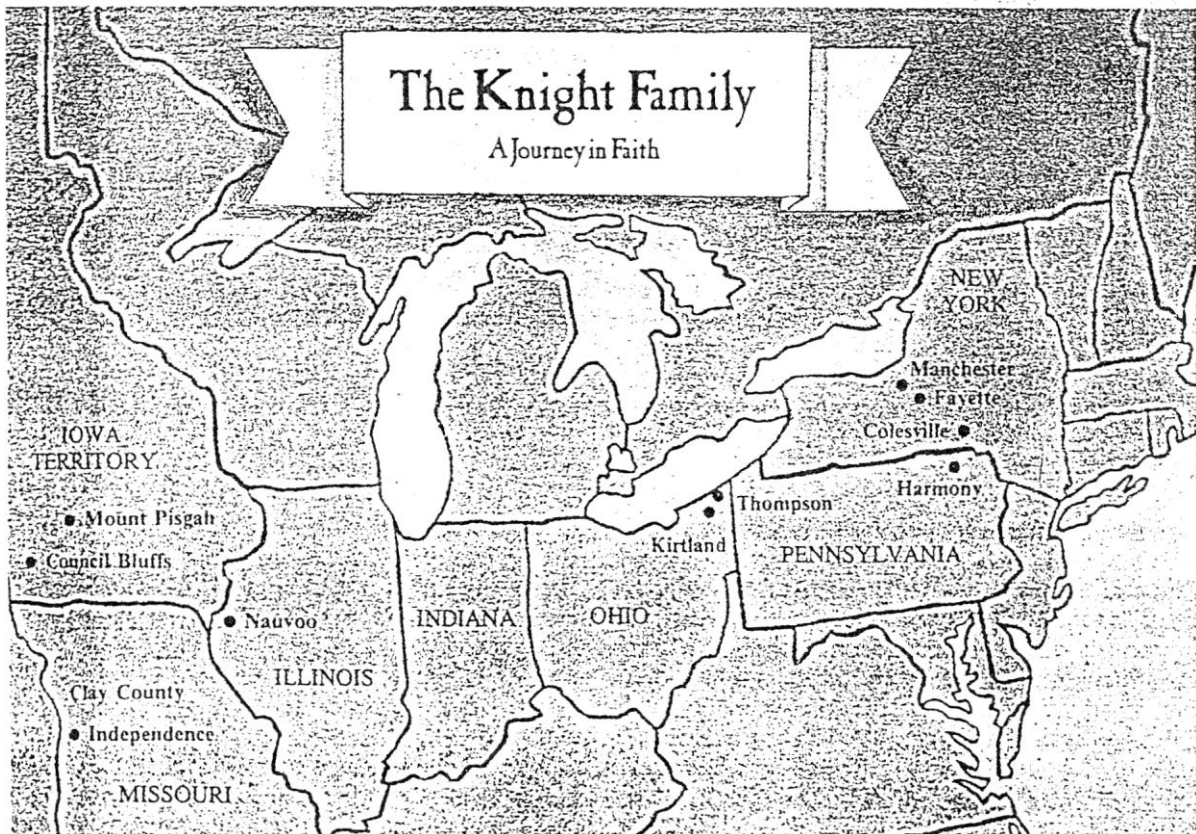 The Knight Family
A Journey in Faith
NEW
YORK
Manchester
Fayette
Colesville
Harmony
IOWA
TERRITORY
Mount Pisgah
Council Bluffs
Thompson
Kirtland
PENNSYLVANIA
Nauvoo
INDIANA
OHIO
ILLINOIS
Clay County
Independence
MISSOURI